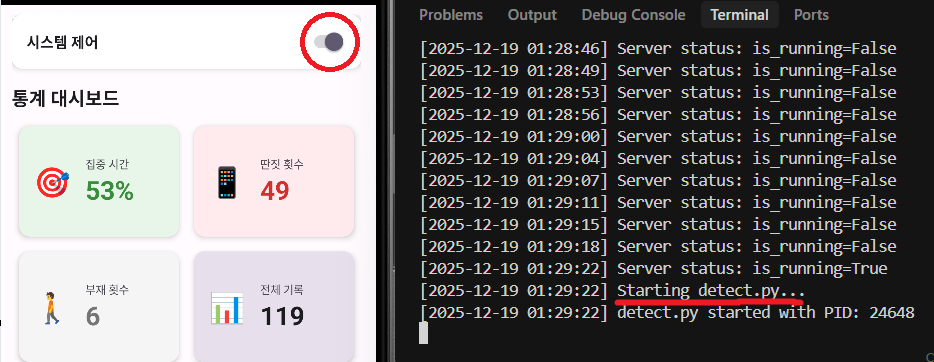 시스템 제어
통계 대시보드
집중 시간
53%
딴짓 횟수
49
부재 횟수
6
전체 기록
119
Problems Output Debug Console Terminal Ports
[2025-12-19 01:28:46] Server status: is_running=False
[2025-12-19 01:28:49] Server status: is_running=False
[2025-12-19 01:28:53] Server status: is_running=False
[2025-12-19 01:28:56] Server status: is_running=False
[2025-12-19 01:29:00] Server status: is_running=False
[2025-12-19 01:29:04] Server status: is_running=False
[2025-12-19 01:29:07] Server status: is_running=False
[2025-12-19 01:29:11] Server status: is_running=False
[2025-12-19 01:29:15] Server status: is_running=False
[2025-12-19 01:29:18] Server status: is_running=False
[2025-12-19 01:29:22] Server status: is_running=True
[2025-12-19 01:29:22] Starting detect.py...
[2025-12-19 01:29:22] detect.py started with PID: 24648